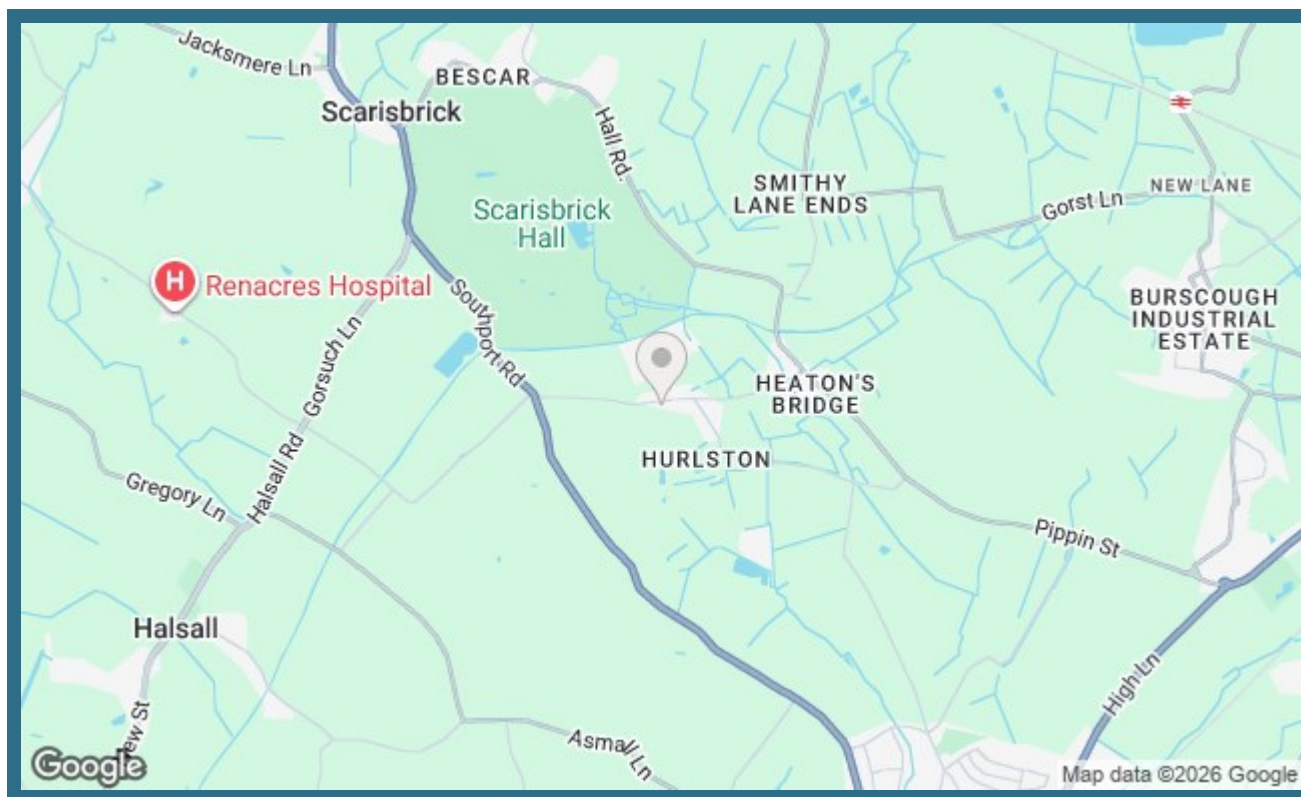 Jacksmere Ln
BESCAR
Scarisbrick
Hall Rd.
SMITHY
LANE ENDS
NEW LANE
Gorst Ln
Scarisbrick
Hall
H
Renacres Hospital
Southport Rd
Gorsuch Ln
BURSCOUGH
INDUSTRIAL
ESTATE
HEATON'S
BRIDGE
HURLSTON
Halsall Rd
Gregory Ln
Pippin St
Halsall
High Ln
Asmall Ln
Google
Map data ©2026 Google